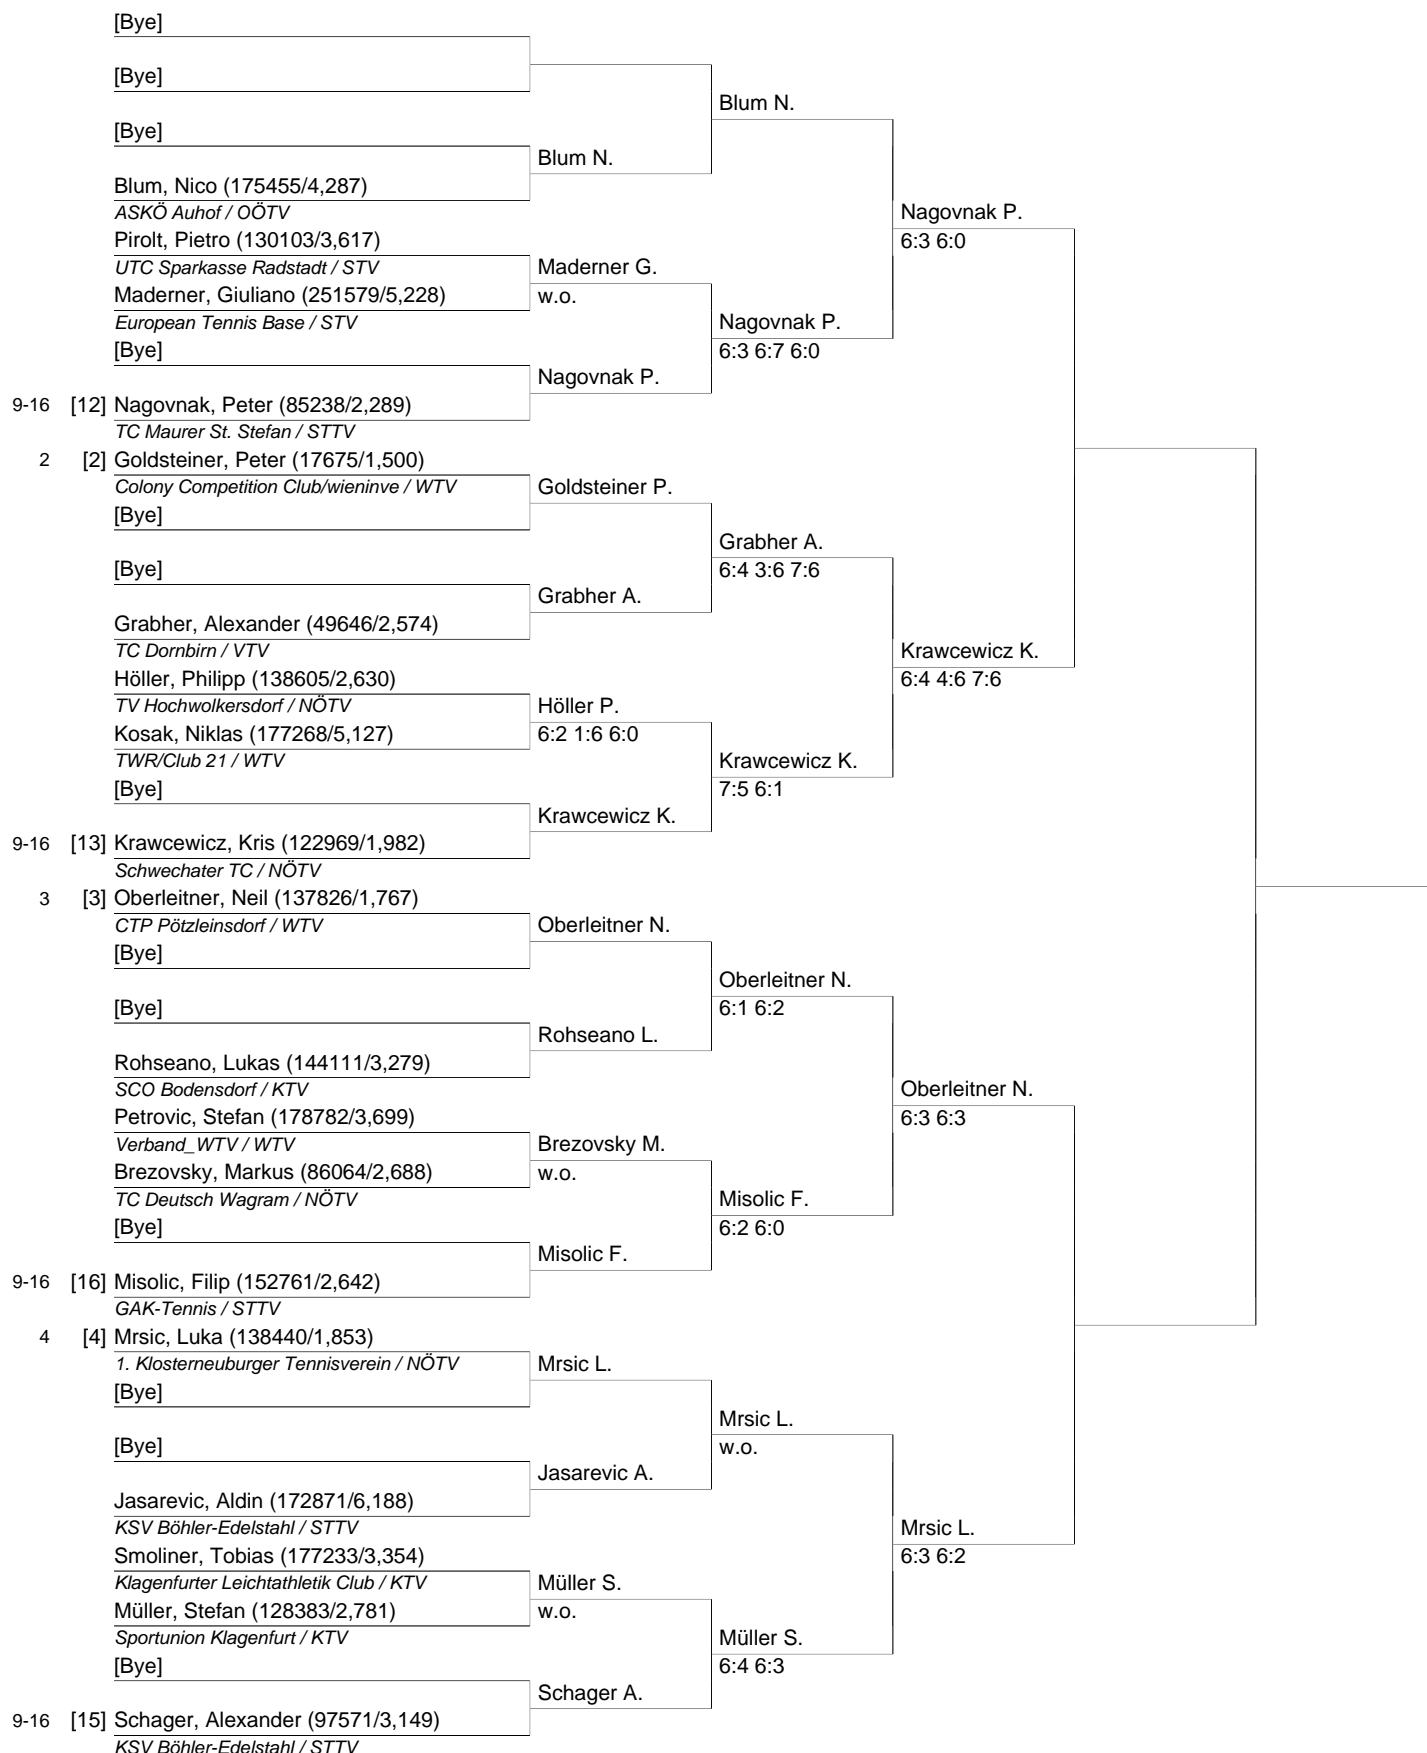 [Bye]
[Bye]
Blum N.
[Bye]
Blum N.
Blum, Nico (175455/4,287)
ASKÖ Auhof / OÖTV
Nagovnak P.
Pirolt, Pietro (130103/3,617)
6:3 6:0
UTC Sparkasse Radstadt / STV
Maderner G.
Maderner, Giuliano (251579/5,228)
w.o.
European Tennis Base / STV
Nagovnak P.
[Bye]
6:3 6:7 6:0
Nagovnak P.
9-16 [12] Nagovnak, Peter (85238/2,289)
TC Maurer St. Stefan / STTV
2 [2] Goldsteiner, Peter (17675/1,500)
Colony Competition Club/wieninve / WTV
Goldsteiner P.
[Bye]
Grabher A.
[Bye]
6:4 3:6 7:6
Grabher A.
Grabher, Alexander (49646/2,574)
TC Dornbirn / VTV
Krawcewicz K.
Höller, Philipp (138605/2,630)
6:4 4:6 7:6
TV Hochwolkersdorf / NÖTV
Höller P.
Kosak, Niklas (177268/5,127)
6:2 1:6 6:0
TWR/Club 21 / WTV
Krawcewicz K.
[Bye]
7:5 6:1
Krawcewicz K.
9-16 [13] Krawcewicz, Kris (122969/1,982)
Schwechater TC / NÖTV
3 [3] Oberleitner, Neil (137826/1,767)
CTP Pötzleinsdorf / WTV
Oberleitner N.
[Bye]
Oberleitner N.
[Bye]
6:1 6:2
Rohseano L.
Rohseano, Lukas (144111/3,279)
SCO Bodensdorf / KTV
Oberleitner N.
Petrovic, Stefan (178782/3,699)
6:3 6:3
Verband_WTV / WTV
Brezovsky M.
Brezovsky, Markus (86064/2,688)
w.o.
TC Deutsch Wagram / NÖTV
Misolic F.
[Bye]
6:2 6:0
Misolic F.
9-16 [16] Misolic, Filip (152761/2,642)
GAK-Tennis / STTV
4 [4] Mrsic, Luka (138440/1,853)
1. Klosterneuburger Tennisverein / NÖTV
Mrsic L.
[Bye]
Mrsic L.
[Bye]
w.o.
Jasarevic A.
Jasarevic, Aldin (172871/6,188)
KSV Böhler-Edelstahl / STTV
Mrsic L.
Smoliner, Tobias (177233/3,354)
6:3 6:2
Klagenfurter Leichtathletik Club / KTV
Müller S.
Müller, Stefan (128383/2,781)
w.o.
Sportunion Klagenfurt / KTV
Müller S.
[Bye]
6:4 6:3
Schager A.
9-16 [15] Schager, Alexander (97571/3,149)
KSV Böhler-Edelstahl / STTV